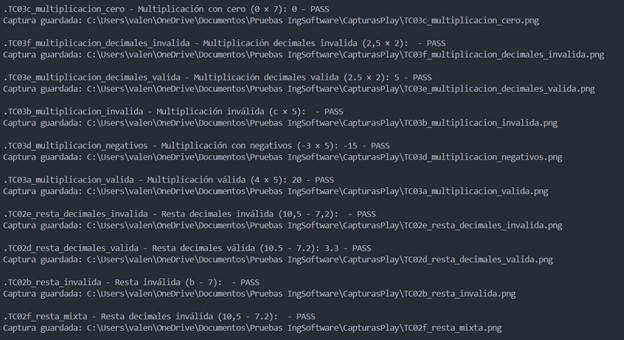 .TC03c_multiplicacion_cero - Multiplicación con cero (0 × 7): 0 - PASS
Captura guardada: C:\Users\valen\OneDrive\Documentos\Pruebas IngSoftware\CapturasPlay\TC03c_multiplicacion_cero.png
.TC03f_multiplicacion_decimales_invalida - Multiplicación decimales invalida (2,5 × 2):  - PASS
Captura guardada: C:\Users\valen\OneDrive\Documentos\Pruebas IngSoftware\CapturasPlay\TC03f_multiplicacion_decimales_invalida.png
.TC03e_multiplicacion_decimales_valida - Multiplicación decimales valida (2.5 × 2): 5 - PASS
Captura guardada: C:\Users\valen\OneDrive\Documentos\Pruebas IngSoftware\CapturasPlay\TC03e_multiplicacion_decimales_valida.png
.TC03b_multiplicacion_invalida - Multiplicación inválida (c × 5):  - PASS
Captura guardada: C:\Users\valen\OneDrive\Documentos\Pruebas IngSoftware\CapturasPlay\TC03b_multiplicacion_invalida.png
.TC03d_multiplicacion_negativos - Multiplicación con negativos (-3 × 5): -15 - PASS
Captura guardada: C:\Users\valen\OneDrive\Documentos\Pruebas IngSoftware\CapturasPlay\TC03d_multiplicacion_negativos.png
.TC03a_multiplicacion_valida - Multiplicación válida (4 × 5): 20 - PASS
Captura guardada: C:\Users\valen\OneDrive\Documentos\Pruebas IngSoftware\CapturasPlay\TC03a_multiplicacion_valida.png
.TC02e_resta_decimales_invalida - Resta decimales inválida (10,5 - 7,2):  - PASS
Captura guardada: C:\Users\valen\OneDrive\Documentos\Pruebas IngSoftware\CapturasPlay\TC02e_resta_decimales_invalida.png
.TC02d_resta_decimales_valida - Resta decimales válida (10.5 - 7.2): 3.3 - PASS
Captura guardada: C:\Users\valen\OneDrive\Documentos\Pruebas IngSoftware\CapturasPlay\TC02d_resta_decimales_valida.png
.TC02b_resta_invalida - Resta inválida (b - 7):  - PASS
Captura guardada: C:\Users\valen\OneDrive\Documentos\Pruebas IngSoftware\CapturasPlay\TC02b_resta_invalida.png
.TC02f_resta_mixta - Resta decimales inválida (10,5 - 7.2):  - PASS
Captura guardada: C:\Users\valen\OneDrive\Documentos\Pruebas IngSoftware\CapturasPlay\TC02f_resta_mixta.png